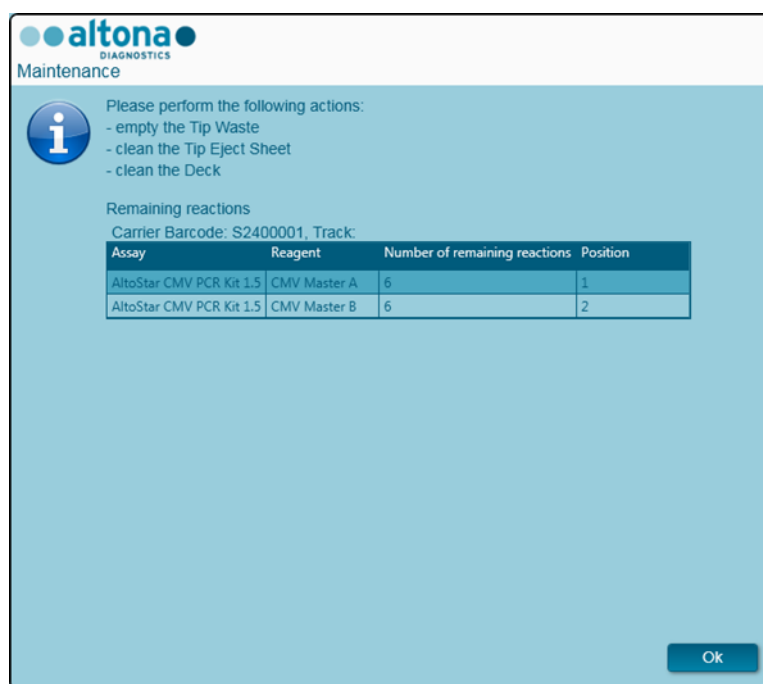 altona
DIAGNOSTICS
Maintenance
Please perform the following actions:
- empty the Tip Waste
- clean the Tip Eject Sheet
- clean the Deck
Remaining reactions
Carrier Barcode: S2400001, Track:
Assay Reagent Number of remaining reactions Position
AltoStar CMV PCR Kit 1.5 CMV Master A 6 1
AltoStar CMV PCR Kit 1.5 CMV Master B 6 2
Ok